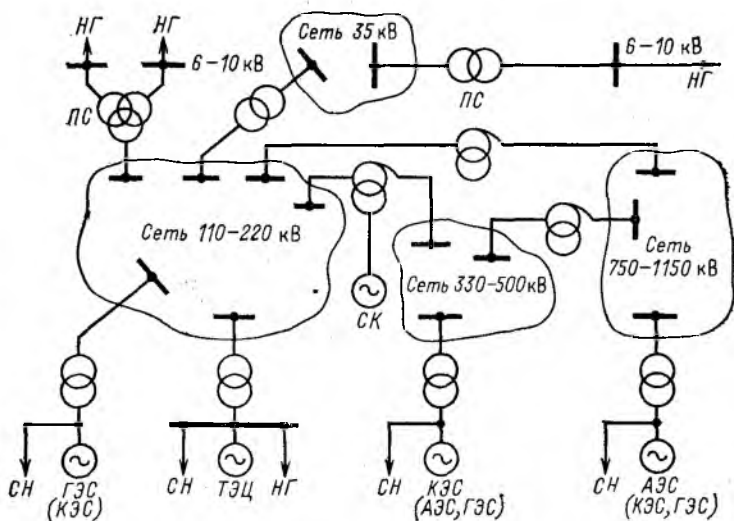 НГ
НГ
Сеть 35 кВ
6-10 кВ
6-10 кВ
НГ
ПС
ПС
Сеть 110-220 кВ
Сеть
750-1150 кВ
Сеть 330-500кВ
СК
СН
ГЭС
(КЭС)
СН
ТЭЦ
НГ
СН
КЭС
(АЭС, ГЭС)
СН
АЭС
(КЭС, ГЭС)